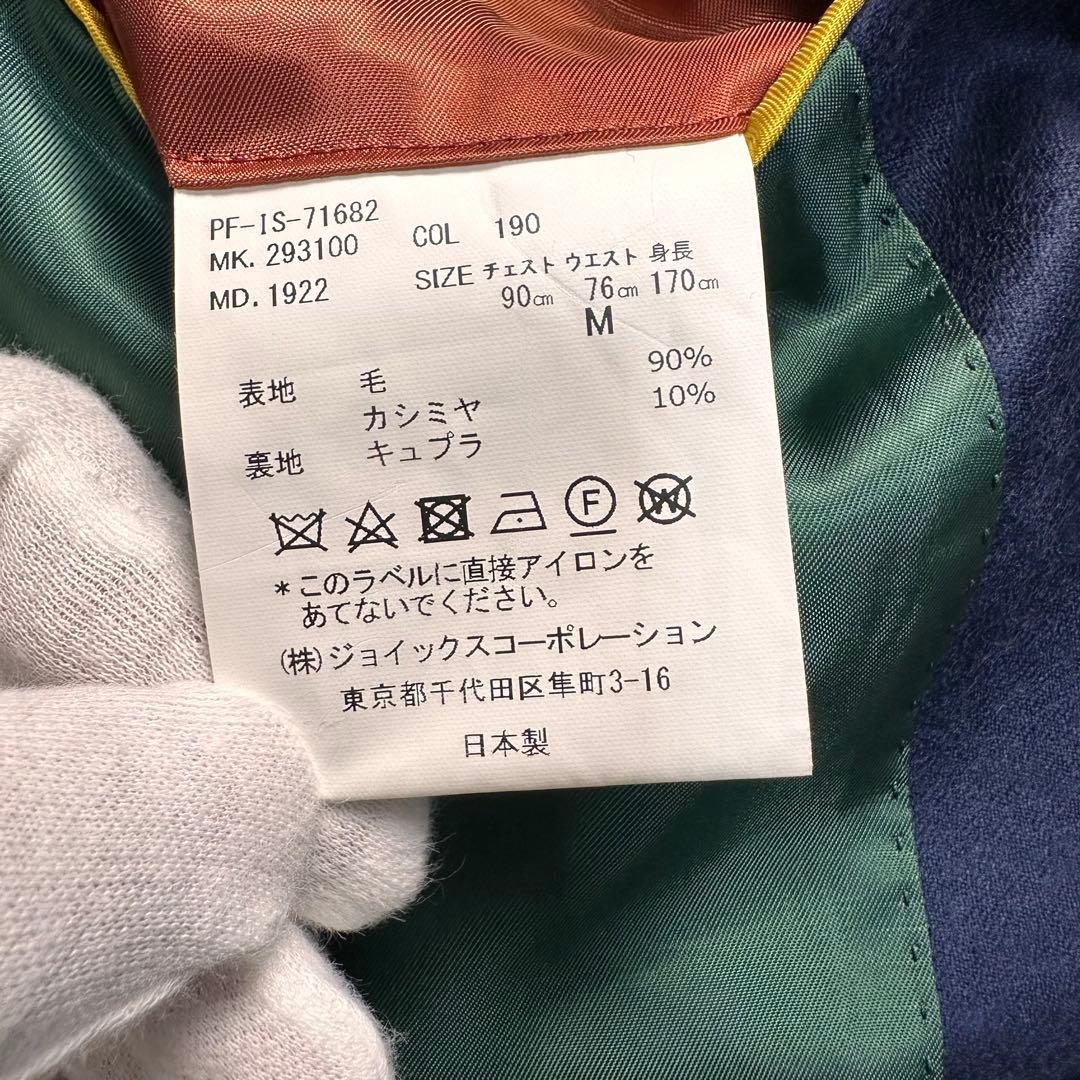 PF-IS-71682
MK. 293100 COL 190
MD. 1922 SIZE チェスト ウエスト 身長
90cm 76cm 170cm
M
表地 毛 90%
カシミヤ 10%
裏地 キュプラ
F W
*このラベルに直接アイロンを
あてないでください。
(株)ジョイックスコーポレーション
東京都千代田区隼町3-16
日本製